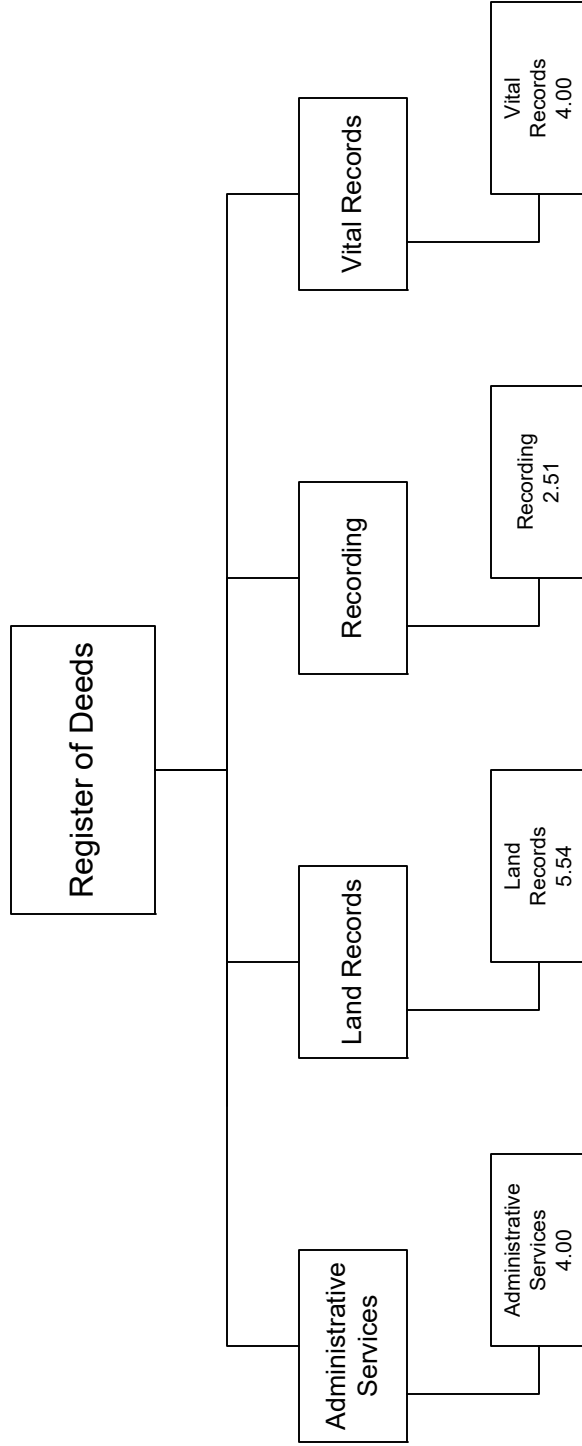 Register of Deeds
Administrative
Services
Land Records
Recording
Vital Records
Administrative
Services
4.00
Land
Records
5.54
Recording
2.51
Vital
Records
4.00